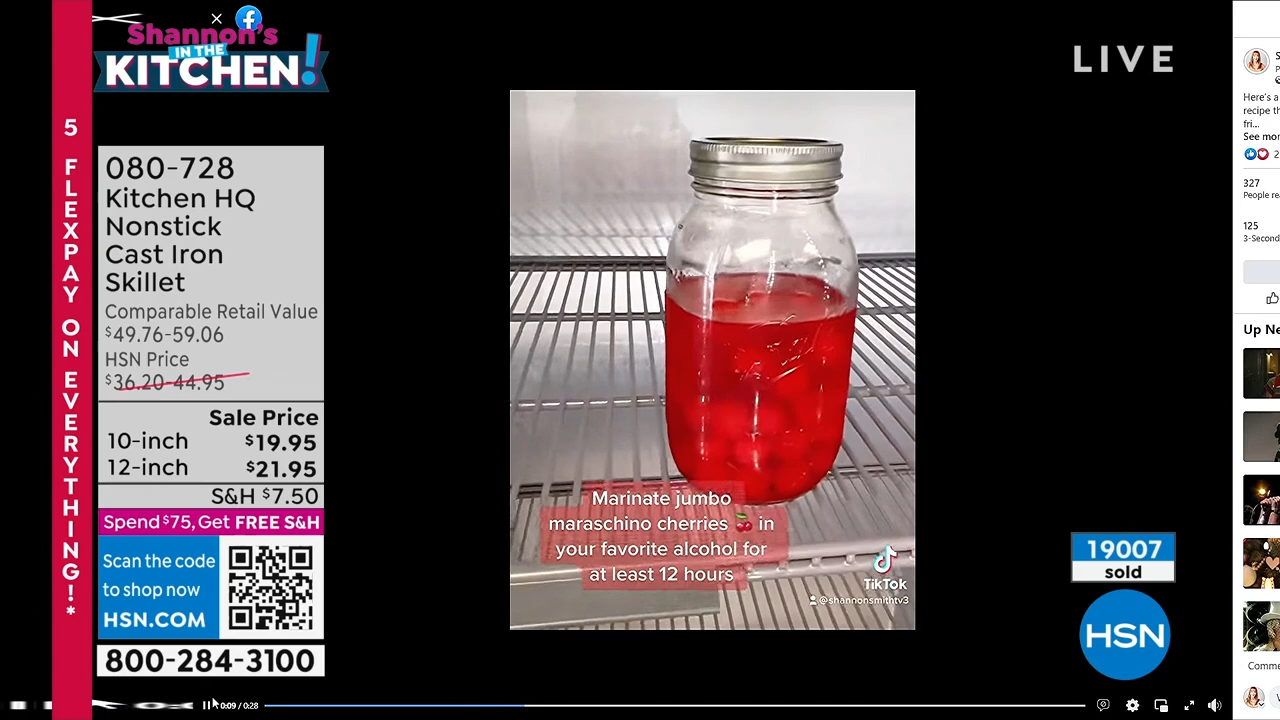 Shannon's
IN THE
KITCHEN!
LIVE
5 FLEXPAY ON EVERYTHING!*
080-728
Kitchen HQ
Nonstick
Cast Iron
Skillet
Comparable Retail Value
$49.76-59.06
HSN Price
$36.20-44.95
Sale Price
10-inch $19.95
12-inch $21.95
S&H $7.50
Spend $75, Get FREE S&H
Scan the code
to shop now
HSN.COM
800-284-3100
Marinate jumbo
maraschino cherries 🍒 in
your favorite alcohol for
at least 12 hours
TikTok
@shannonsmithtv3
19007
sold
HSN
0:09 / 0:28
S
P
Here's a
recipe th
fri...
See mor
2
327
People re
125
3-Second
Up Ne
Comme